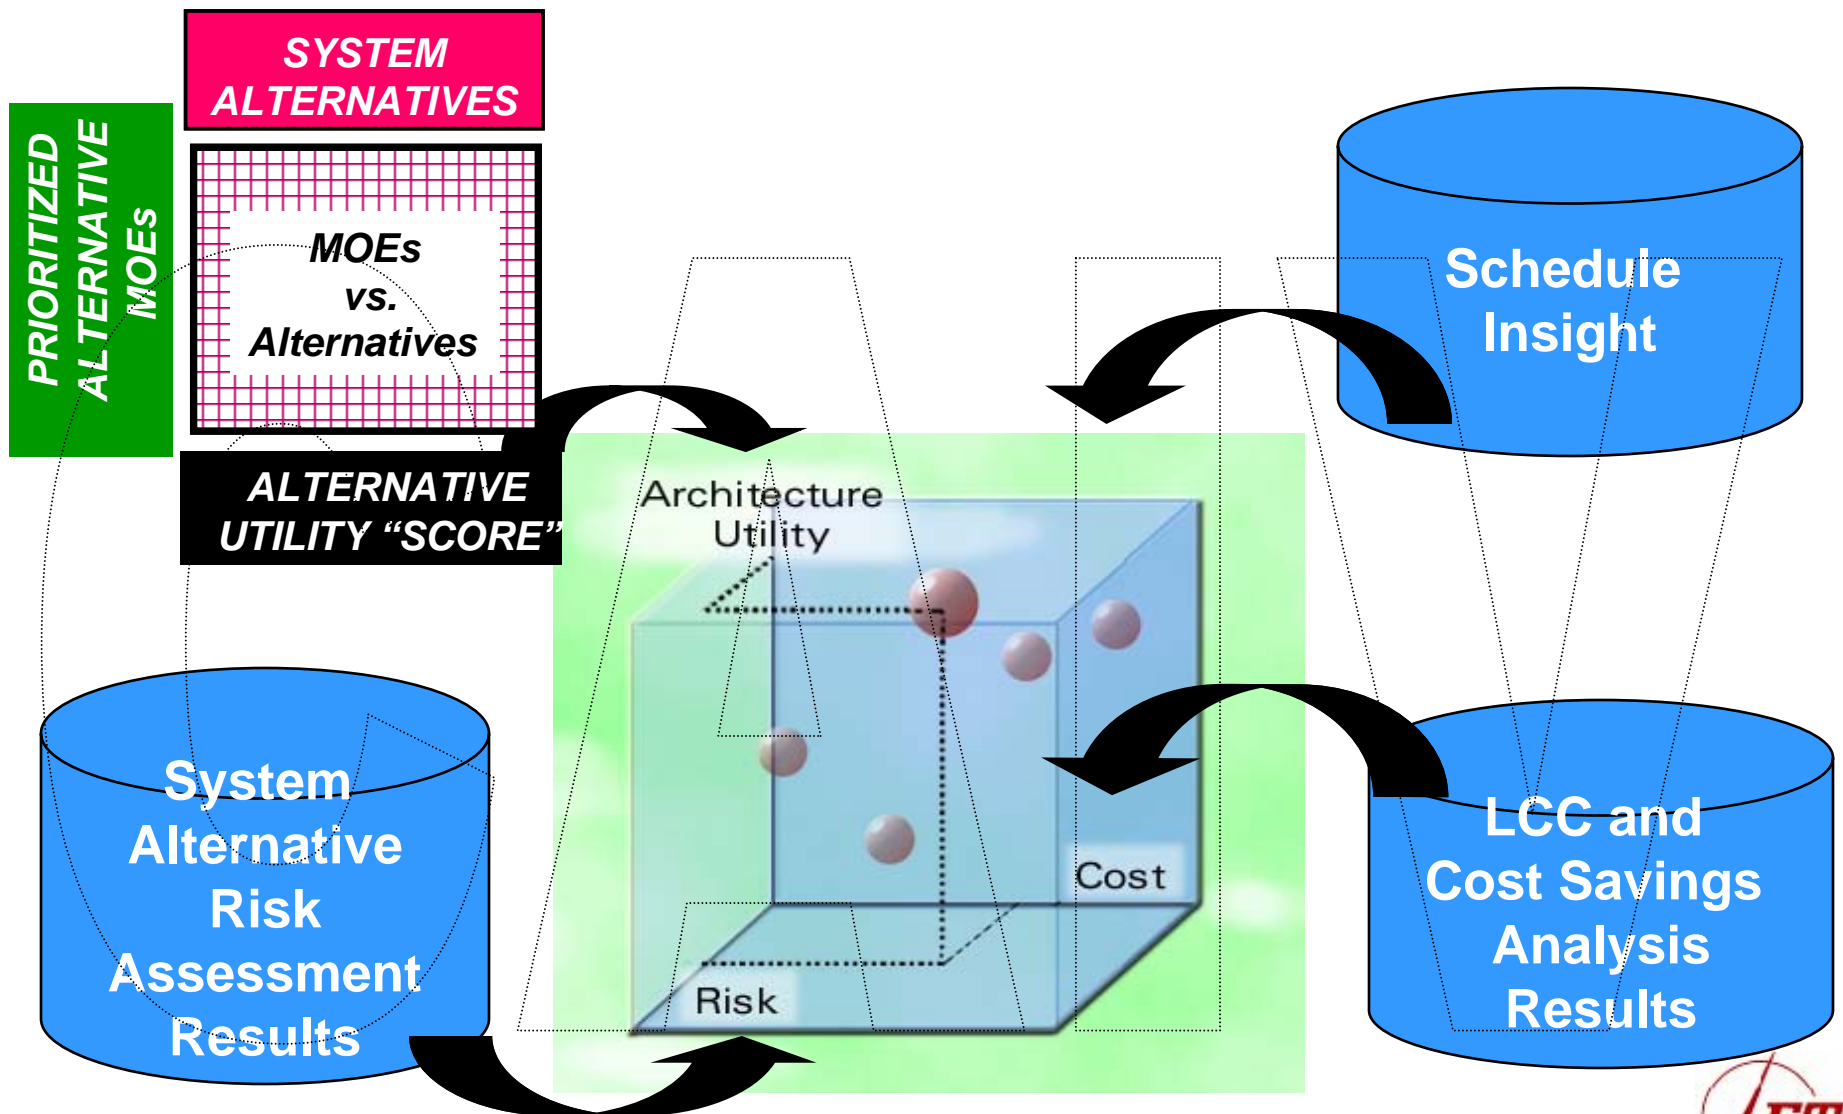 SYSTEM
ALTERNATIVES
PRIORITIZED
ALTERNATIVE
MOEs
MOEs
vs.
Alternatives
ALTERNATIVE
UTILITY “SCORE”
Schedule
Insight
Architecture
Utility
Cost
Risk
System
Alternative
Risk
Assessment
Results
LCC and
Cost Savings
Analysis
Results